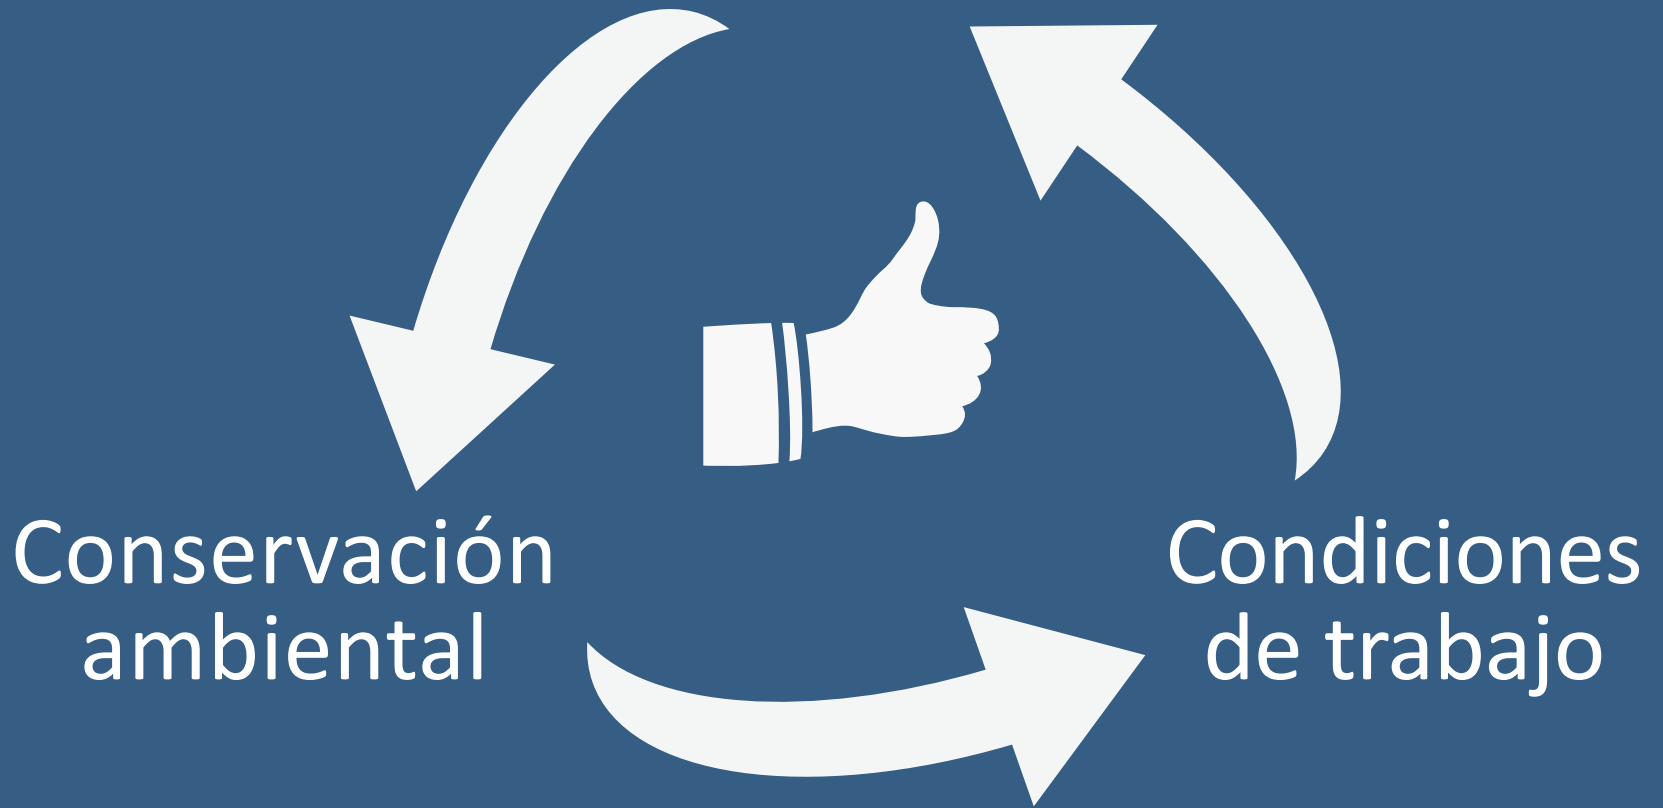 Conservación
ambiental
Condiciones
de trabajo